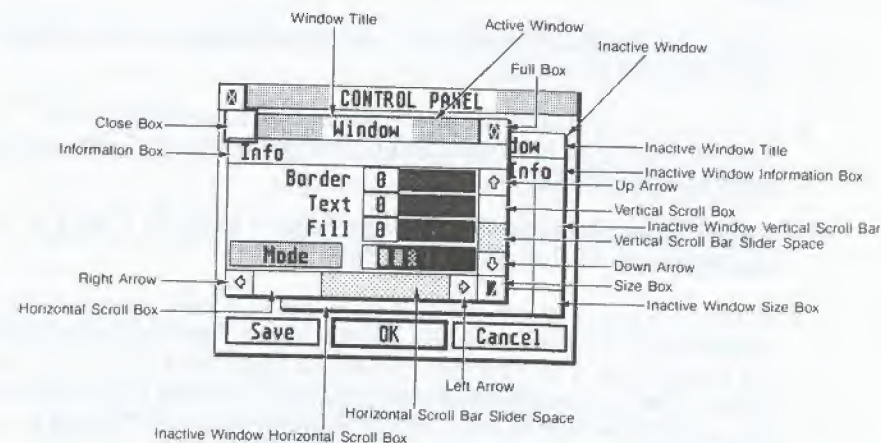 Window Title
Active Window
Inactive Window
Full Box
CONTROL PANEL
Close Box
Window
dow
Inacitve Window Title
Information Box
Info
Info
Inactive Window Information Box
Border 0
Up Arrow
Text 0
Vertical Scroll Box
Fill 0
Inactive Window Vertical Scroll Bar
Vertical Scroll Bar Slider Space
Mode
Down Arrow
Right Arrow
Size Box
Horizontal Scroll Box
Inactive Window Size Box
Save
OK
Cancel
Left Arrow
Horizontal Scroll Bar Slider Space
Inactive Window Horizontal Scroll Box